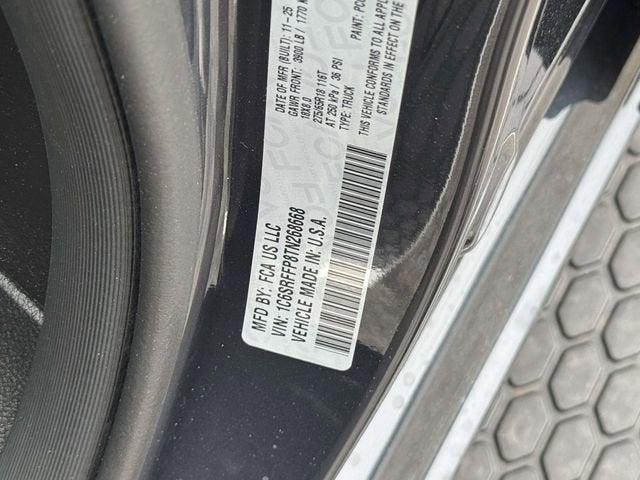 MFD BY: FCA US LLC
DATE OF MFR (BUILT): 11-25
GAWR FRONT: 3900 LB / 1770
18X8.0
275/65R18 116T
AT 250 kPa / 36 PSI
TYPE: TRUCK
PAINT:
THIS VEHICLE CONFORMS TO ALL APPL
STANDARDS IN EFFECT ON THE
VIN: 1C6SRFFP8TN268668
VEHICLE MADE IN: U.S.A.